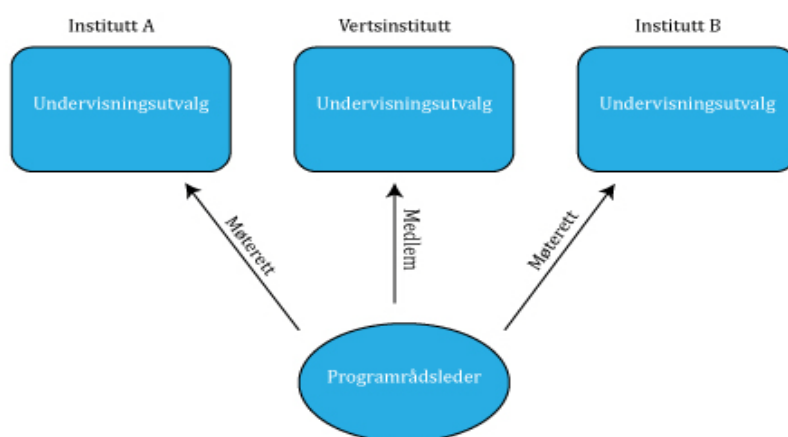 Institutt A
Vertsinstitutt
Institutt B
Undervisningsutvalg
Undervisningsutvalg
Undervisningsutvalg
Møterett
Medlem
Møterett
Programrådsleder